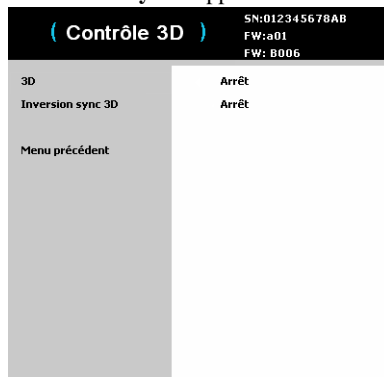 ( Contrôle 3D )
SN:012345678AB
FW:a01
FW: B006
3D Arrêt
Inversion sync 3D Arrêt
Menu précédent